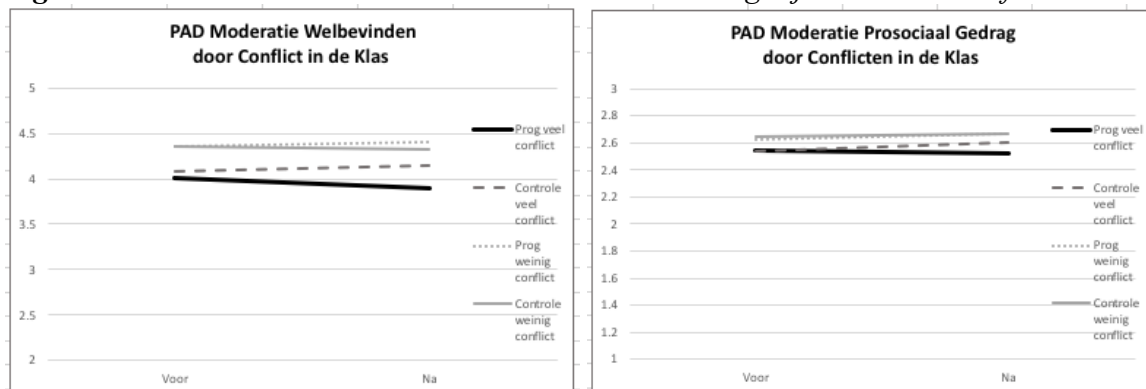 PAD Moderatie Welbevinden
door Conflict in de Klas
5
4.5
4
3.5
3
2.5
2
Voor
Na
Prog veel
conflict
Controle
veel
conflict
Prog
weinig
conflict
Controle
weinig
conflict
PAD Moderatie Prosociaal Gedrag
door Conflicten in de Klas
3
2.8
2.6
2.4
2.2
2
1.8
1.6
1.4
1.2
1
Voor
Na
Prog veel
conflict
Controle
veel
conflict
Prog
weinig
conflict
Controle
weinig
conflict